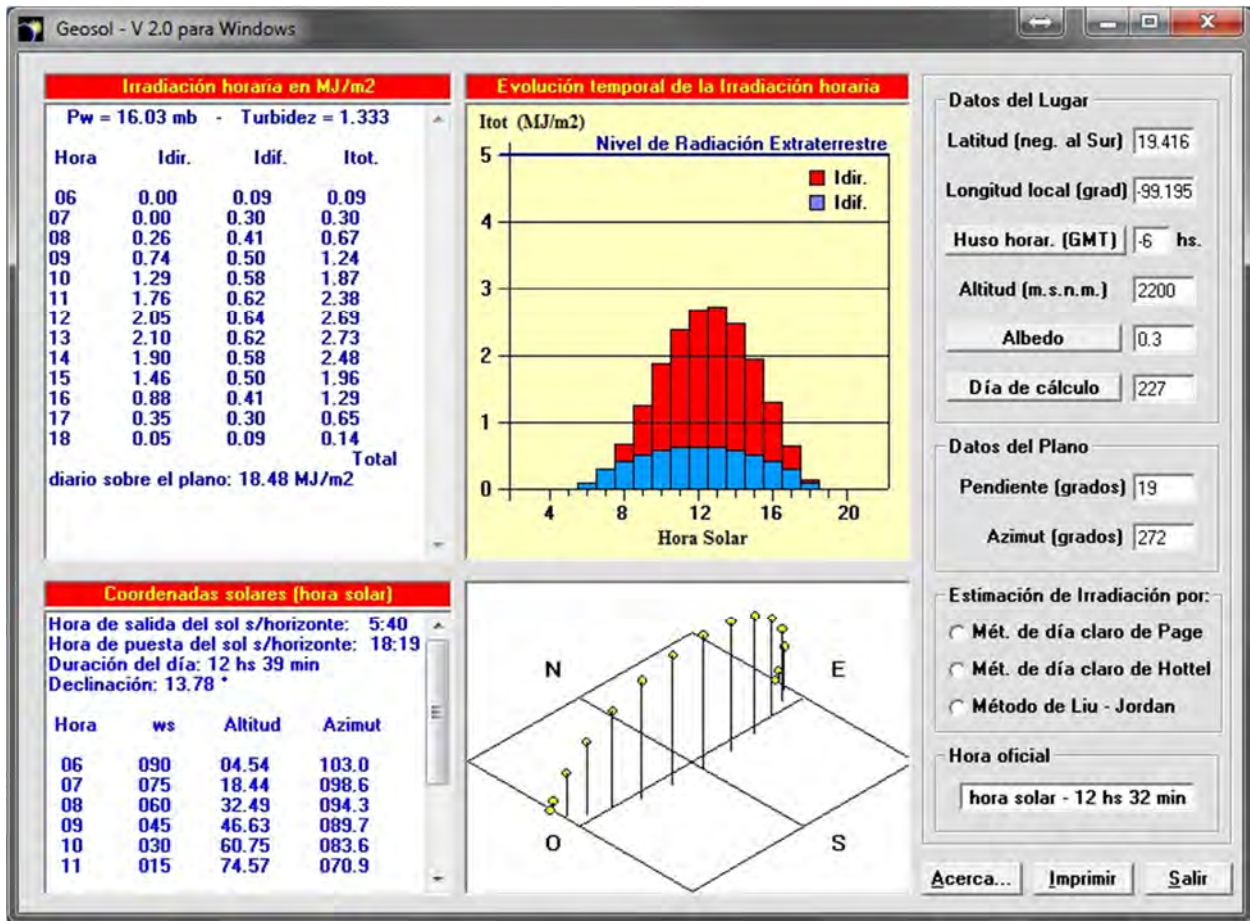 Geosol - V 2.0 para Windows
Irradiación horaria en MJ/m2
Pw = 16.03 mb - Turbidez = 1.333
Hora Idir. Idif. Itot.
06 0.00 0.09 0.09
07 0.00 0.30 0.30
08 0.26 0.41 0.67
09 0.74 0.50 1.24
10 1.29 0.58 1.87
11 1.76 0.62 2.38
12 2.05 0.64 2.69
13 2.10 0.62 2.73
14 1.90 0.58 2.48
15 1.46 0.50 1.96
16 0.88 0.41 1.29
17 0.35 0.30 0.65
18 0.05 0.09 0.14
Total
diario sobre el plano: 18.48 MJ/m2
Evolución temporal de la Irradiación horaria
Itot (MJ/m2)
Nivel de Radiación Extraterrestre
Idir.
Idif.
5
4
3
2
1
0
4 8 12 16 20
Hora Solar
Coordenadas solares (hora solar)
Hora de salida del sol s/horizonte: 5:40
Hora de puesta del sol s/horizonte: 18:19
Duración del día: 12 hs 39 min
Declinación: 13.78 °
Hora ws Altitud Azimut
06 090 04.54 103.0
07 075 18.44 098.6
08 060 32.49 094.3
09 045 46.63 089.7
10 030 60.75 083.6
11 015 74.57 070.9
N E
O S
Datos del Lugar
Latitud (neg. al Sur) 19.416
Longitud local (grad) -99.195
Huso horar. (GMT) -6 hs.
Altitud (m.s.n.m.) 2200
Albedo 0.3
Día de cálculo 227
Datos del Plano
Pendiente (grados) 19
Azimut (grados) 272
Estimación de Irradiación por:
Mét. de día claro de Page
Mét. de día claro de Hottel
Método de Liu - Jordan
Hora oficial
hora solar - 12 hs 32 min
Acerca... Imprimir Salir